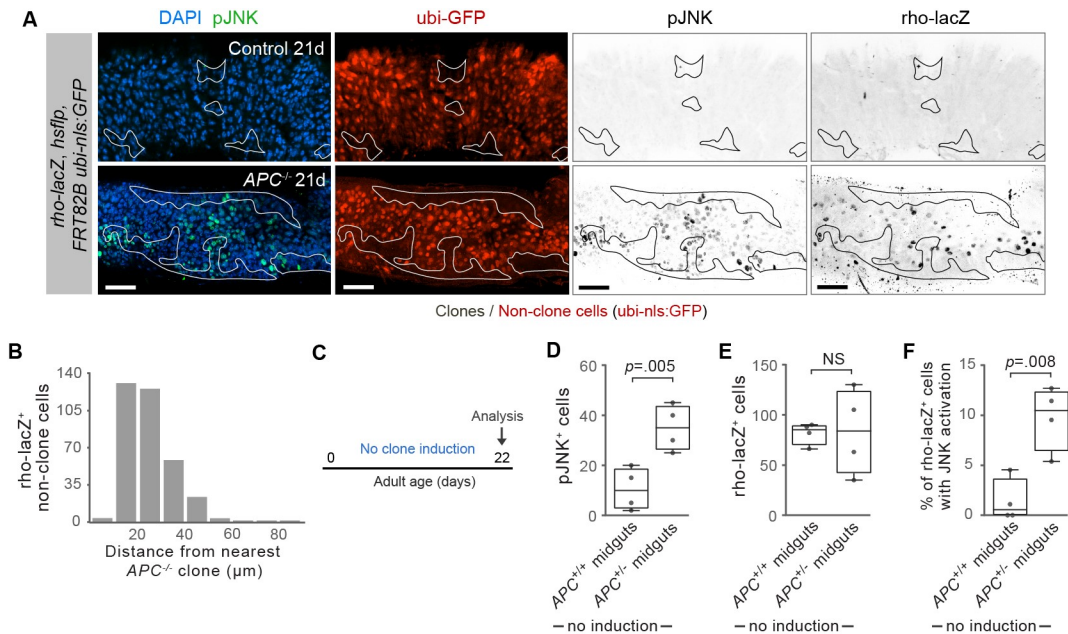 A
DAPI pJNK
ubi-GFP
pJNK
rho-lacZ
rho-lacZ, hsflp,
FRT82B ubi-nls:GFP
Control 21d
APC-/- 21d
Clones / Non-clone cells (ubi-nls:GFP)
B
rho-lacZ+
non-clone cells
140
105
70
35
0
20
40
60
80
Distance from nearest
APC-/- clone (µm)
C
Analysis
0
No clone induction
22
Adult age (days)
D
pJNK+ cells
60
40
20
0
p=.005
APC+/+ midguts
APC+/- midguts
no induction
E
rho-lacZ+ cells
150
100
50
0
NS
APC+/+ midguts
APC+/- midguts
no induction
F
% of rho-lacZ+ cells
with JNK activation
15
10
5
0
p=.008
APC+/+ midguts
APC+/- midguts
no induction